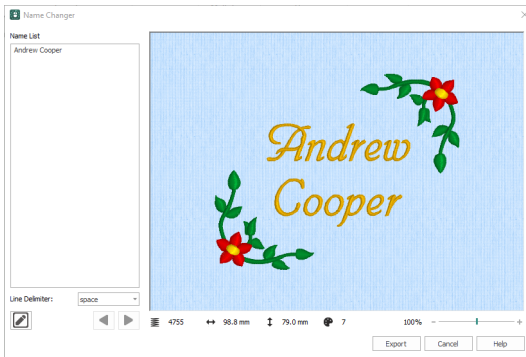 Name Changer
Name List
Andrew Cooper
Andrew
Cooper
Line Delimiter: space
4755 98.8 mm 79.0 mm 7 100% - +
Export Cancel Help